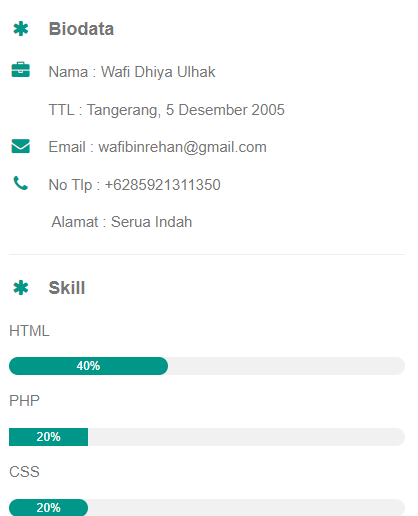 Biodata
Nama : Wafi Dhiya Ulhak
TTL : Tangerang, 5 Desember 2005
Email : wafibinrehan@gmail.com
No Tlp : +6285921311350
Alamat : Serua Indah
Skill
HTML
40%
PHP
20%
CSS
20%